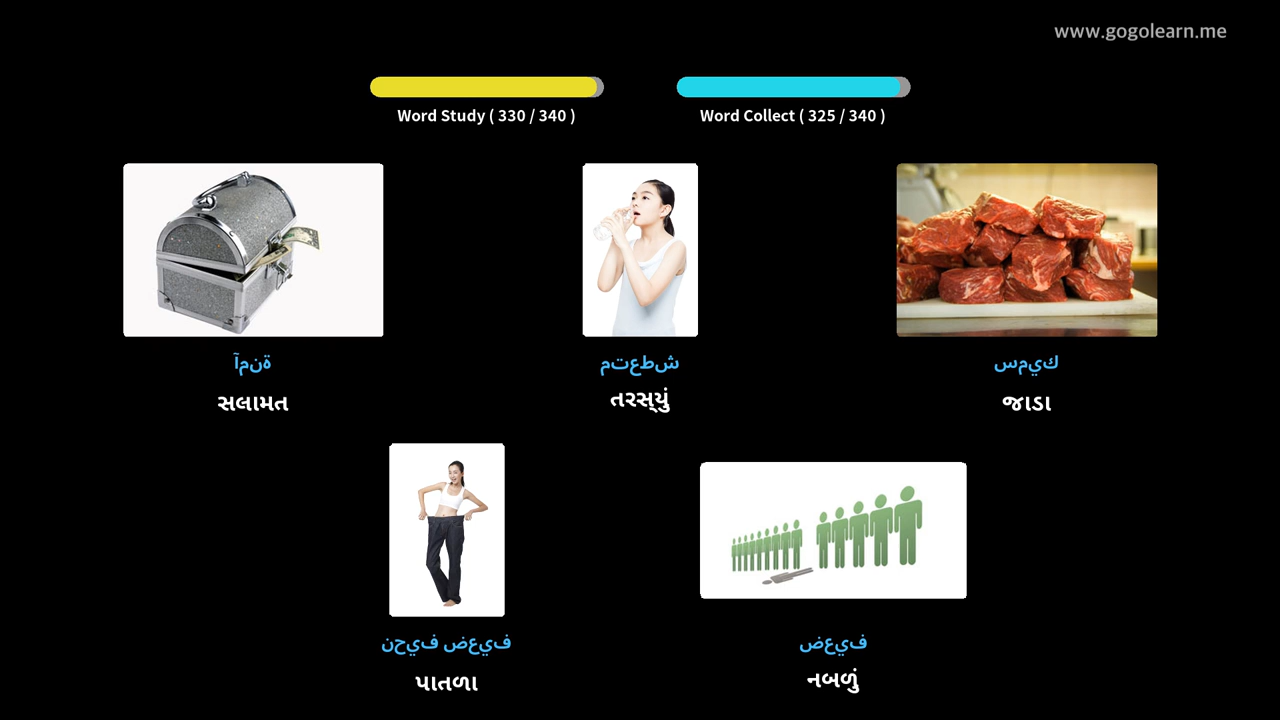 www.gogolearn.me
Word Study ( 330 / 340 )
Word Collect ( 325 / 340 )
آمنة
متعطش
سميك
સલામત
તરસ્યું
જાડા
نحيف ضعيف
ضعيف
પાતળા
નબળું